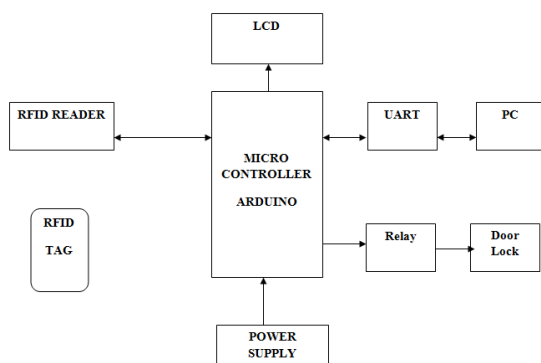 LCD
RFID READER
UART
PC
MICRO
CONTROLLER
ARDUINO
RFID
TAG
Relay
Door
Lock
POWER
SUPPLY